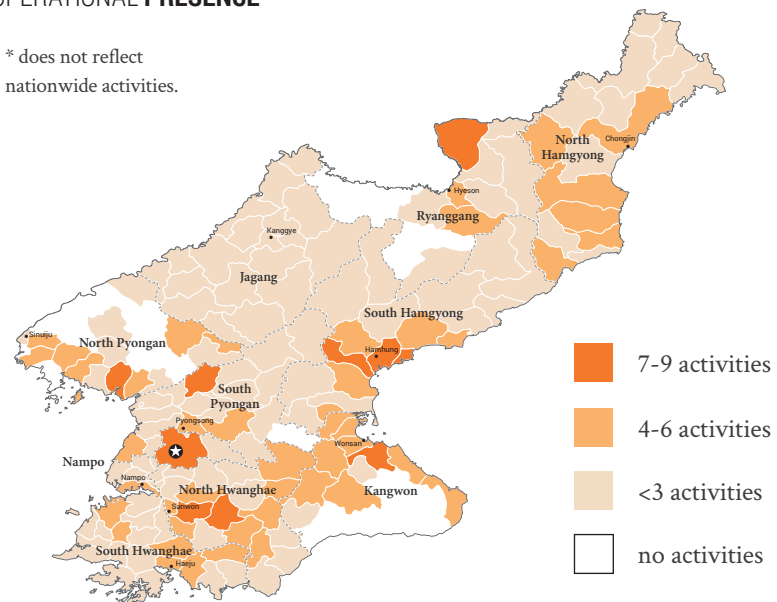 OPERATIONAL PRESENCE
* does not reflect
nationwide activities.
North
Hamgyong
Chongjin
Hyeson
Ryanggang
Kanggye
Jagang
South Hamgyong
Sinuiju
North Pyongan
Hamhung
7-9 activities
South
Pyongan
Pyongsong
4-6 activities
Wonsan
Nampo
Nampo
North Hwanghae
Kangwon
<3 activities
Sariwon
South Hwanghae
Haeju
no activities